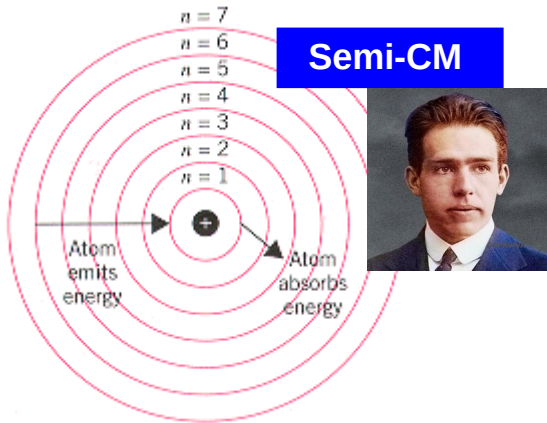 n = 7
n = 6
n = 5
n = 4
n = 3
n = 2
n = 1
Semi-CM
+
Atom
emits
energy
Atom
absorbs
energy